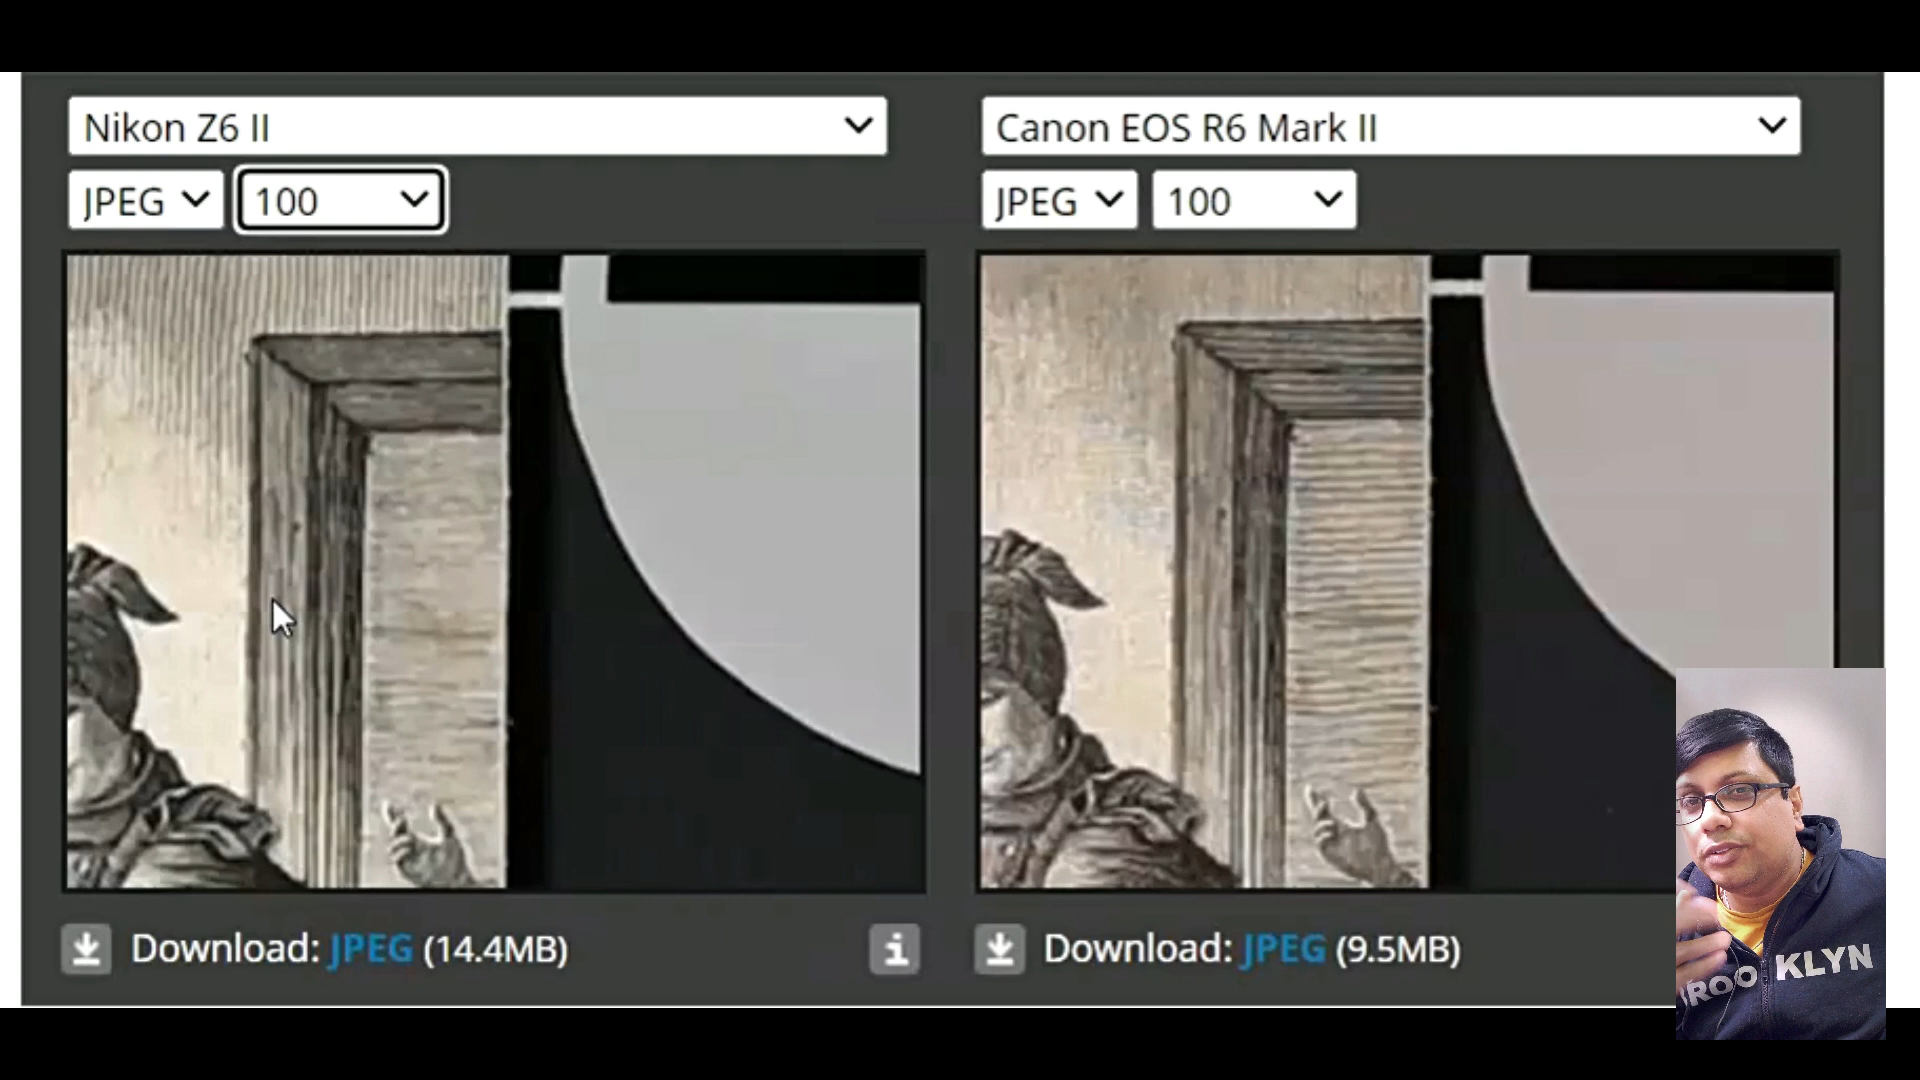 Nikon Z6 II
Canon EOS R6 Mark II
JPEG
100
JPEG
100
Download: JPEG (14.4MB)
Download: JPEG (9.5MB)
ROOKLYN